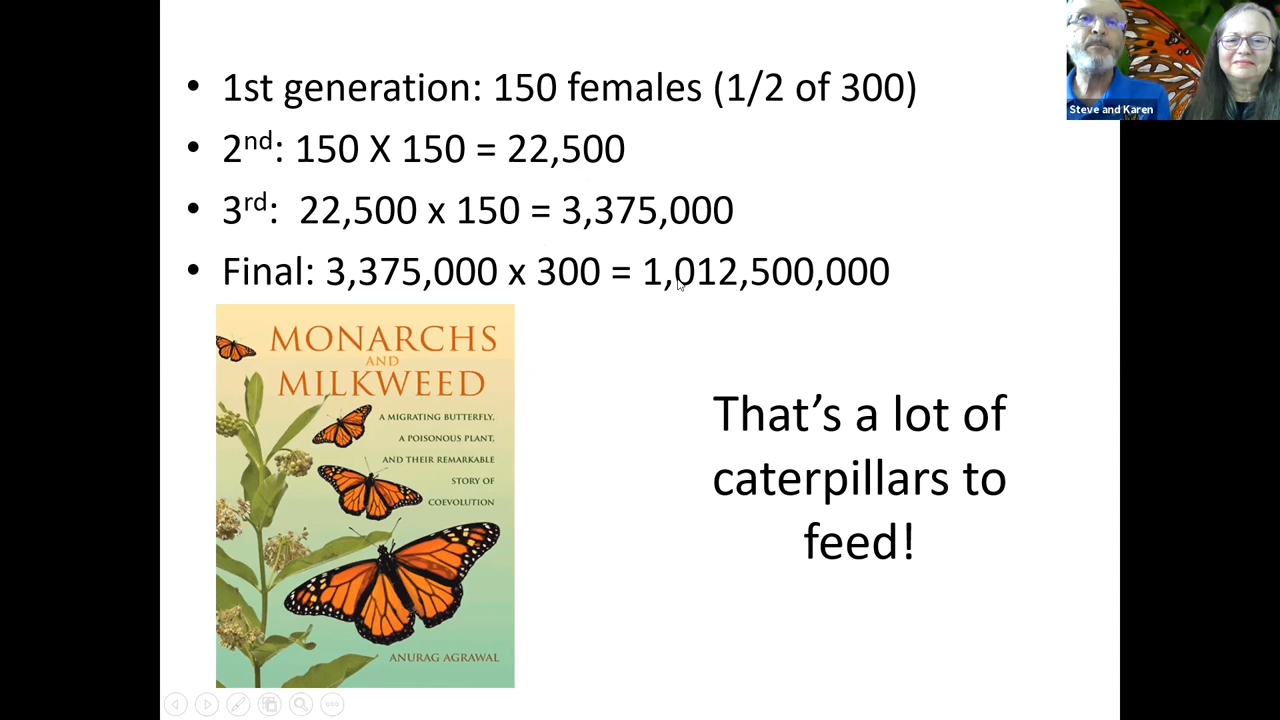 • 1st generation: 150 females (1/2 of 300)
• 2nd: 150 X 150 = 22,500
• 3rd: 22,500 x 150 = 3,375,000
• Final: 3,375,000 x 300 = 1,012,500,000
MONARCHS
AND
MILKWEED
A MIGRATING BUTTERFLY,
A POISONOUS PLANT,
AND THEIR REMARKABLE
STORY OF
COEVOLUTION
ANURAG AGRAWAL
That’s a lot of
caterpillars to
feed!
Steve and Karen